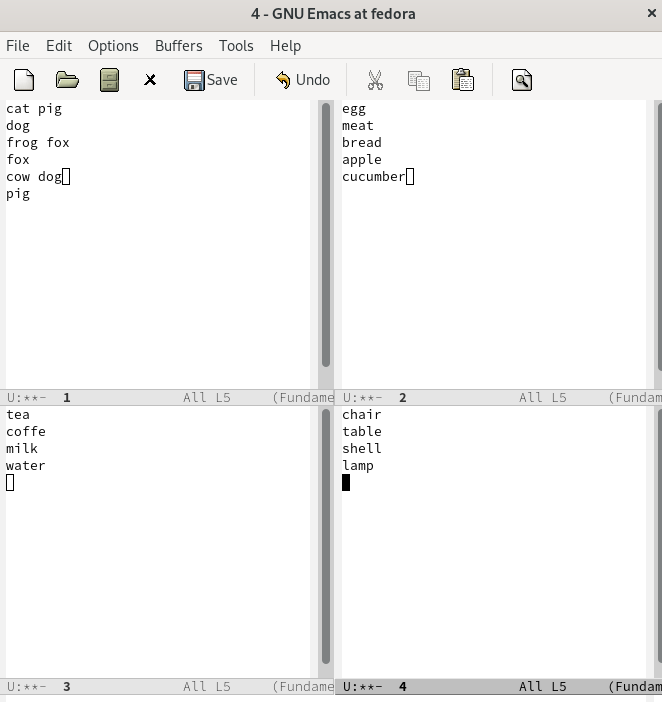 4 - GNU Emacs at fedora
File Edit Options Buffers Tools Help
Save Undo
cat pig
dog
frog fox
fox
cow dog
pig
U:**- 1 All L5 (Fundame
egg
meat
bread
apple
cucumber
U:**- 2 All L5 (Fundam
tea
coffe
milk
water
U:**- 3 All L5 (Fundame
chair
table
shell
lamp
U:**- 4 All L5 (Fundam